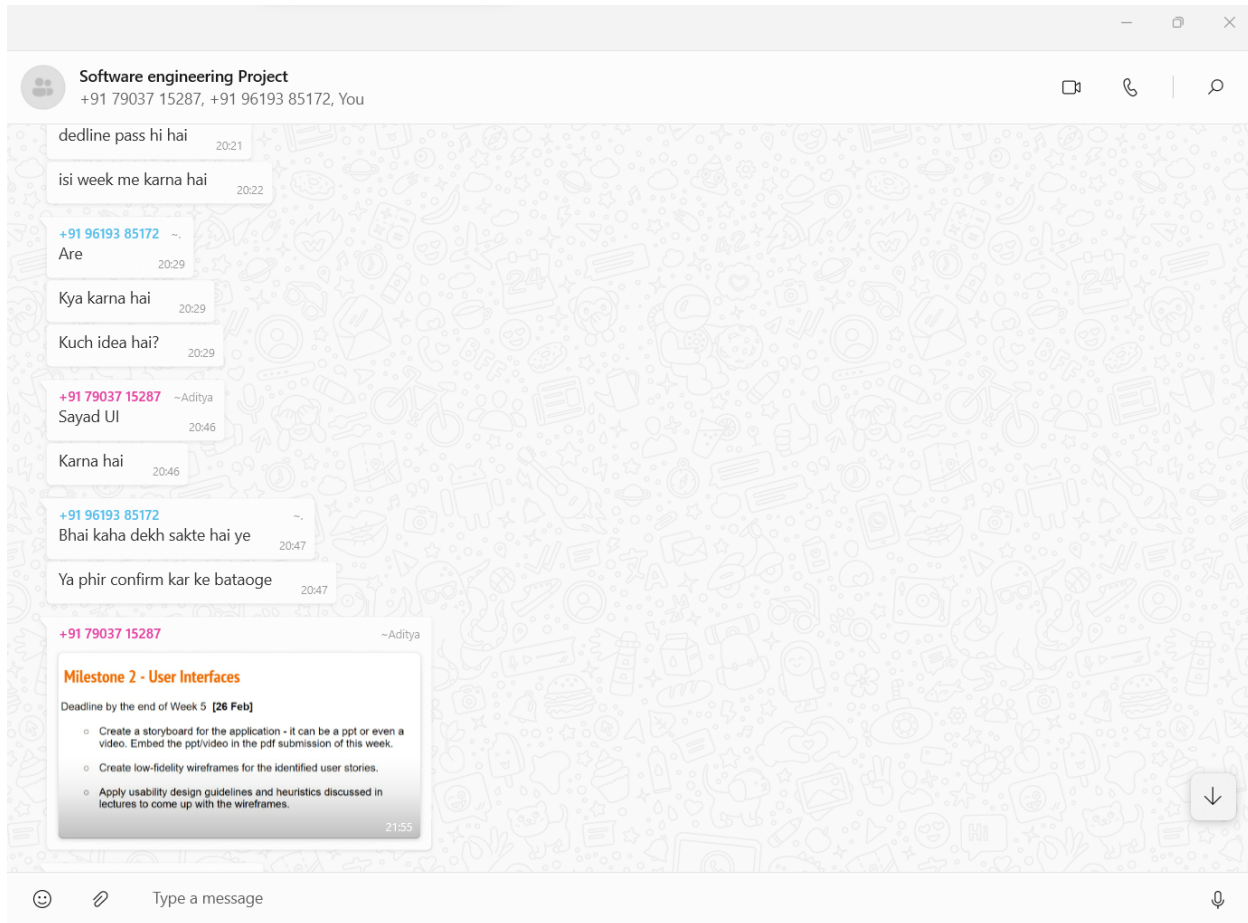 Software engineering Project
+91 79037 15287, +91 96193 85172, You
dedline pass hi hai
20:21
isi week me karna hai
20:22
+91 96193 85172 ~.
Are
20:29
Kya karna hai
20:29
Kuch idea hai?
20:29
+91 79037 15287 ~Aditya
Sayad UI
20:46
Karna hai
20:46
+91 96193 85172 ~.
Bhai kaha dekh sakte hai ye
20:47
Ya phir confirm kar ke bataoge
20:47
+91 79037 15287 ~Aditya
Milestone 2 - User Interfaces
Deadline by the end of Week 5 [26 Feb]
○ Create a storyboard for the application - it can be a ppt or even a
video. Embed the ppt/video in the pdf submission of this week.
○ Create low-fidelity wireframes for the identified user stories.
○ Apply usability design guidelines and heuristics discussed in
lectures to come up with the wireframes.
21:55
Type a message